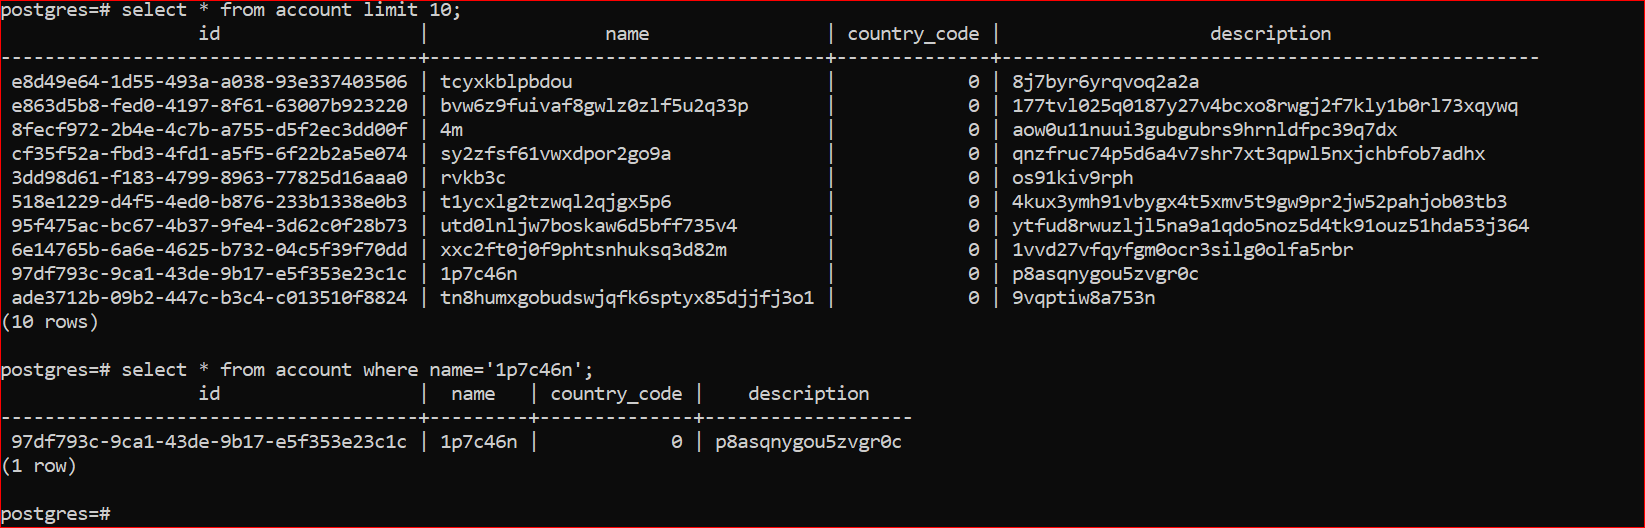 postgres=# select * from account limit 10;
                  id                  |                name                | country_code |                   description
--------------------------------------+------------------------------------+--------------+-------------------------------------------------
 e8d49e64-1d55-493a-a038-93e337403506 | tcyxkblpbdou                       |            0 | 8j7byr6yrqvoq2a2a
 e863d5b8-fed0-4197-8f61-63007b923220 | bvw6z9fuivaf8gwlz0zlf5u2q33p       |            0 | 177tvl025q0187y27v4bcxo8rwgj2f7kly1b0rl73xqywq
 8fecf972-2b4e-4c7b-a755-d5f2ec3dd00f | 4m                                 |            0 | aow0u11nuui3gubgubrs9hrnldfpc39q7dx
 cf35f52a-fbd3-4fd1-a5f5-6f22b2a5e074 | sy2zfsf61vwxdpor2go9a              |            0 | qnzfruc74p5d6a4v7shr7xt3qpwl5nxjchbfob7adhx
 3dd98d61-f183-4799-8963-77825d16aaa0 | rvkb3c                             |            0 | os91kiv9rph
 518e1229-d4f5-4ed0-b876-233b1338e0b3 | t1ycxlg2tzwql2qjgx5p6              |            0 | 4kux3ymh91vbygx4t5xmv5t9gw9pr2jw52pahjob03tb3
 95f475ac-bc67-4b37-9fe4-3d62c0f28b73 | utd0lnljw7boskaw6d5bff735v4        |            0 | ytfud8rwuzljl5na9a1qdo5noz5d4tk91ouz51hda53j364
 6e14765b-6a6e-4625-b732-04c5f39f70dd | xxc2ft0j0f9phtsnhuksq3d82m         |            0 | 1vvd27vfqyfgm0ocr3silg0olfa5rbr
 97df793c-9ca1-43de-9b17-e5f353e23c1c | 1p7c46n                            |            0 | p8asqnygou5zvgr0c
 ade3712b-09b2-447c-b3c4-c013510f8824 | tn8humxgobudswjqfk6sptyx85djjfj3o1 |            0 | 9vqptiw8a753n
(10 rows)
postgres=# select * from account where name='1p7c46n';
                  id                  |  name   | country_code |    description
--------------------------------------+---------+--------------+-------------------
 97df793c-9ca1-43de-9b17-e5f353e23c1c | 1p7c46n |            0 | p8asqnygou5zvgr0c
(1 row)
postgres=#